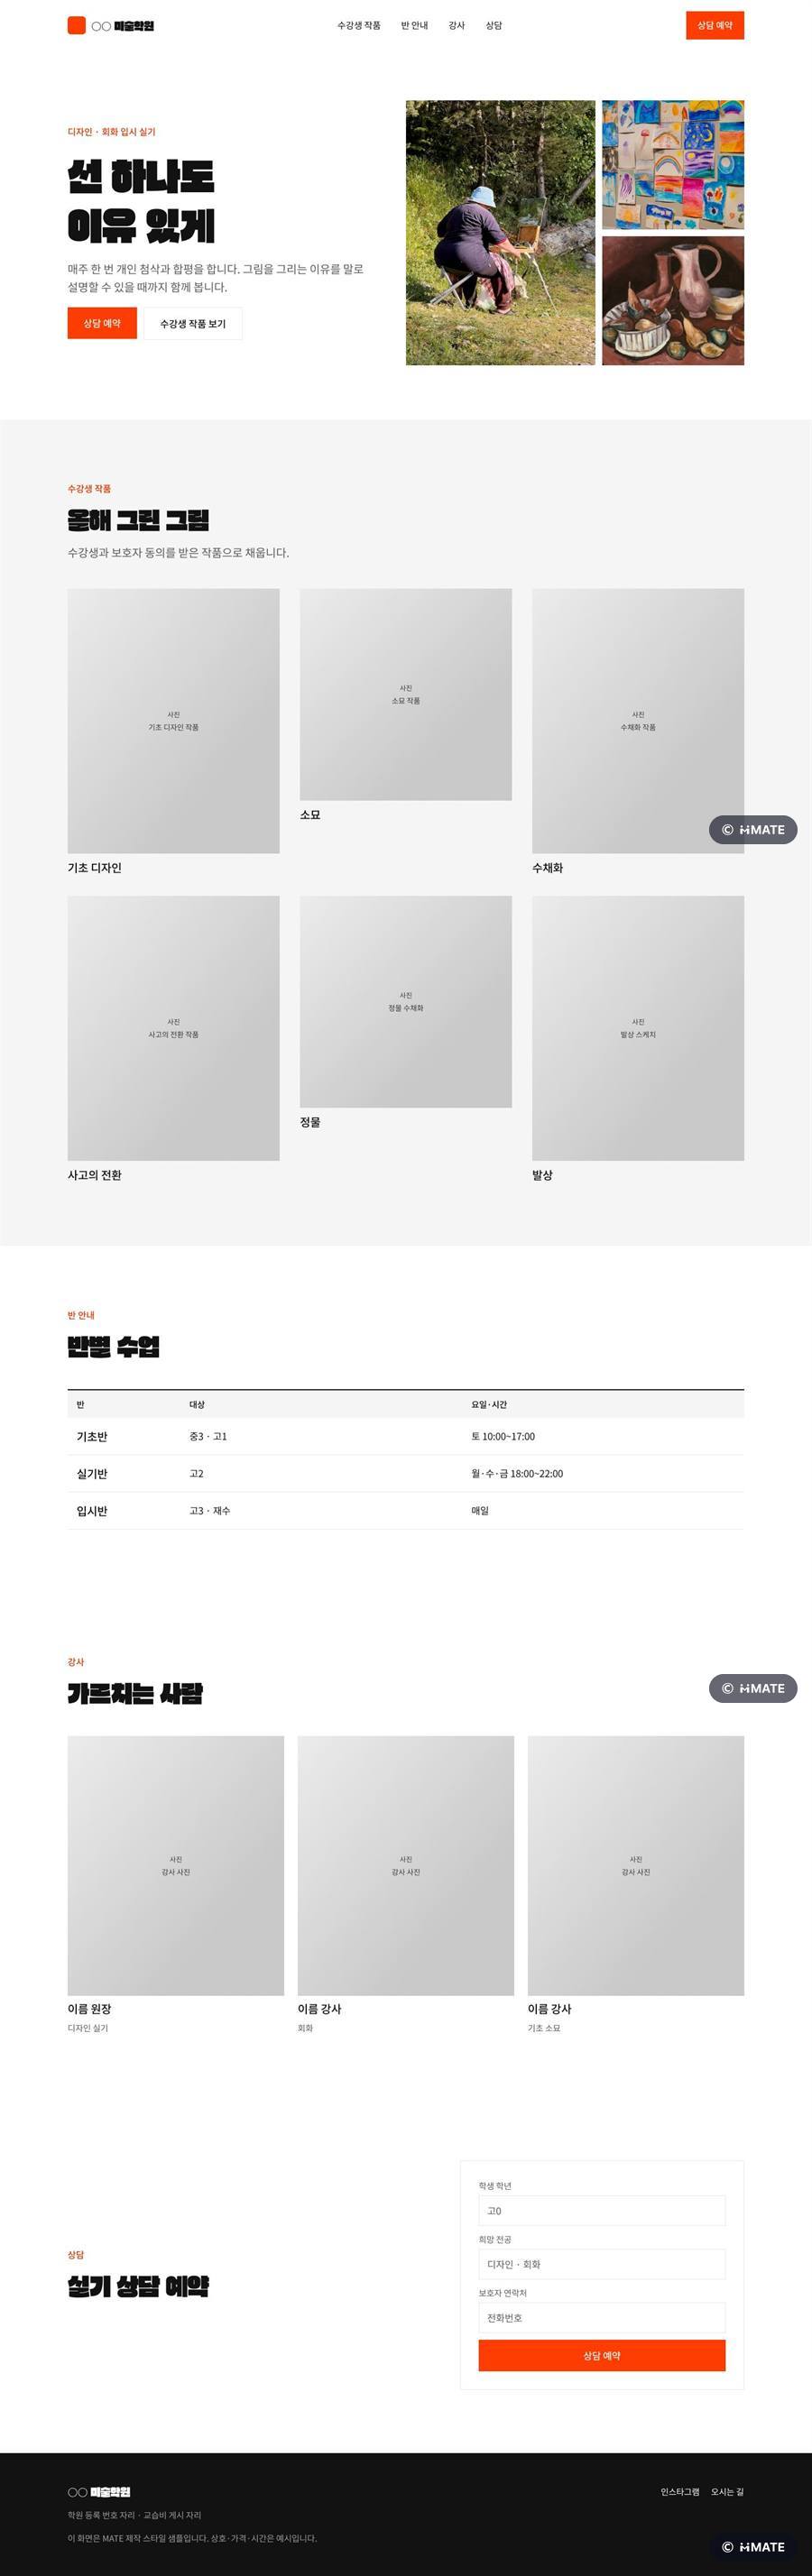 ○○ 미술학원
수강생 작품 반 안내 강사 상담
상담 예약
디자인 · 회화 입시 실기
선 하나도
이유 있게
매주 한 번 개인 첨삭과 합평을 합니다. 그림을 그리는 이유를 말로
설명할 수 있을 때까지 함께 봅니다.
상담 예약
수강생 작품 보기
수강생 작품
올해 그린 그림
수강생과 보호자 동의를 받은 작품으로 채웁니다.
사진
기초 디자인 작품
사진
소묘 작품
사진
수채화 작품
© MATE
기초 디자인
소묘
수채화
사진
사고의 전환 작품
사진
정물 수채화
사진
발상 스케치
사고의 전환
정물
발상
반 안내
반별 수업
반 대상 요일·시간
기초반 중3 · 고1 토 10:00~17:00
실기반 고2 월·수·금 18:00~22:00
입시반 고3 · 재수 매일
강사
가르치는 사람
© MATE
사진
강사 사진
사진
강사 사진
사진
강사 사진
이름 원장
디자인 실기
이름 강사
회화
이름 강사
기초 소묘
상담
실기 상담 예약
학생 학년
고0
희망 전공
디자인 · 회화
보호자 연락처
전화번호
상담 예약
○○ 미술학원
인스타그램 오시는 길
학원 등록 번호 자리 · 교습비 게시 자리
이 화면은 MATE 제작 스타일 샘플입니다. 상호·가격·시간은 예시입니다.
© MATE